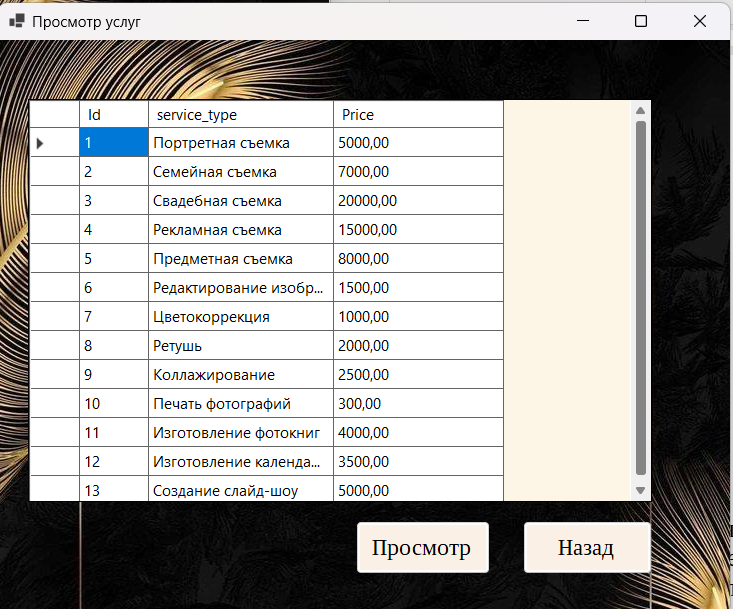 Просмотр услуг
Id service_type Price
1 Портретная съемка 5000,00
2 Семейная съемка 7000,00
3 Свадебная съемка 20000,00
4 Рекламная съемка 15000,00
5 Предметная съемка 8000,00
6 Редактирование изобр... 1500,00
7 Цветокоррекция 1000,00
8 Ретушь 2000,00
9 Коллажирование 2500,00
10 Печать фотографий 300,00
11 Изготовление фотокниг 4000,00
12 Изготовление календа... 3500,00
13 Создание слайд-шоу 5000,00
Просмотр Назад